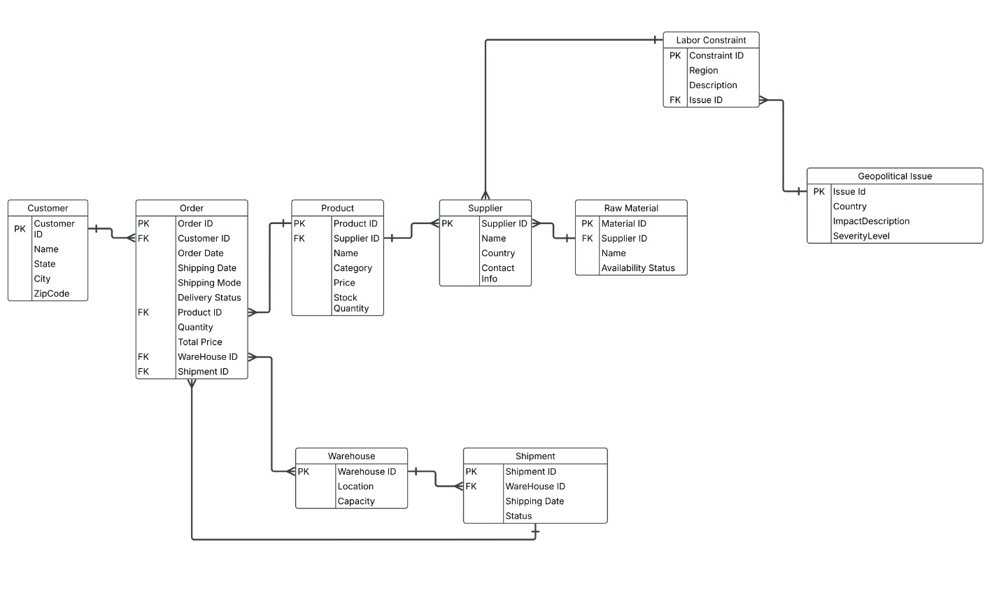 Labor Constraint
PK Constraint ID
Region
Description
FK Issue ID
Geopolitical Issue
PK Issue Id
Country
ImpactDescription
SeverityLevel
Customer
PK Customer
ID
Name
State
City
ZipCode
Order
PK Order ID
FK Customer ID
Order Date
Shipping Date
Shipping Mode
Delivery Status
FK Product ID
Quantity
Total Price
FK WareHouse ID
FK Shipment ID
Product
PK Product ID
FK Supplier ID
Name
Category
Price
Stock
Quantity
Supplier
PK Supplier ID
Name
Country
Contact
Info
Raw Material
PK Material ID
FK Supplier ID
Name
Availability Status
Warehouse
PK Warehouse ID
Location
Capacity
Shipment
PK Shipment ID
FK WareHouse ID
Shipping Date
Status